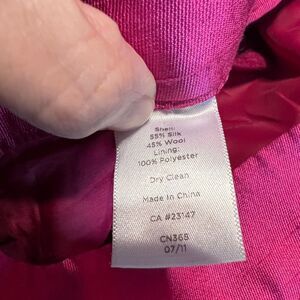 Shell:
55% Silk
45% Wool
Lining:
100% Polyester
Dry Clean
Made in China
CA #23147
CN368
07/11